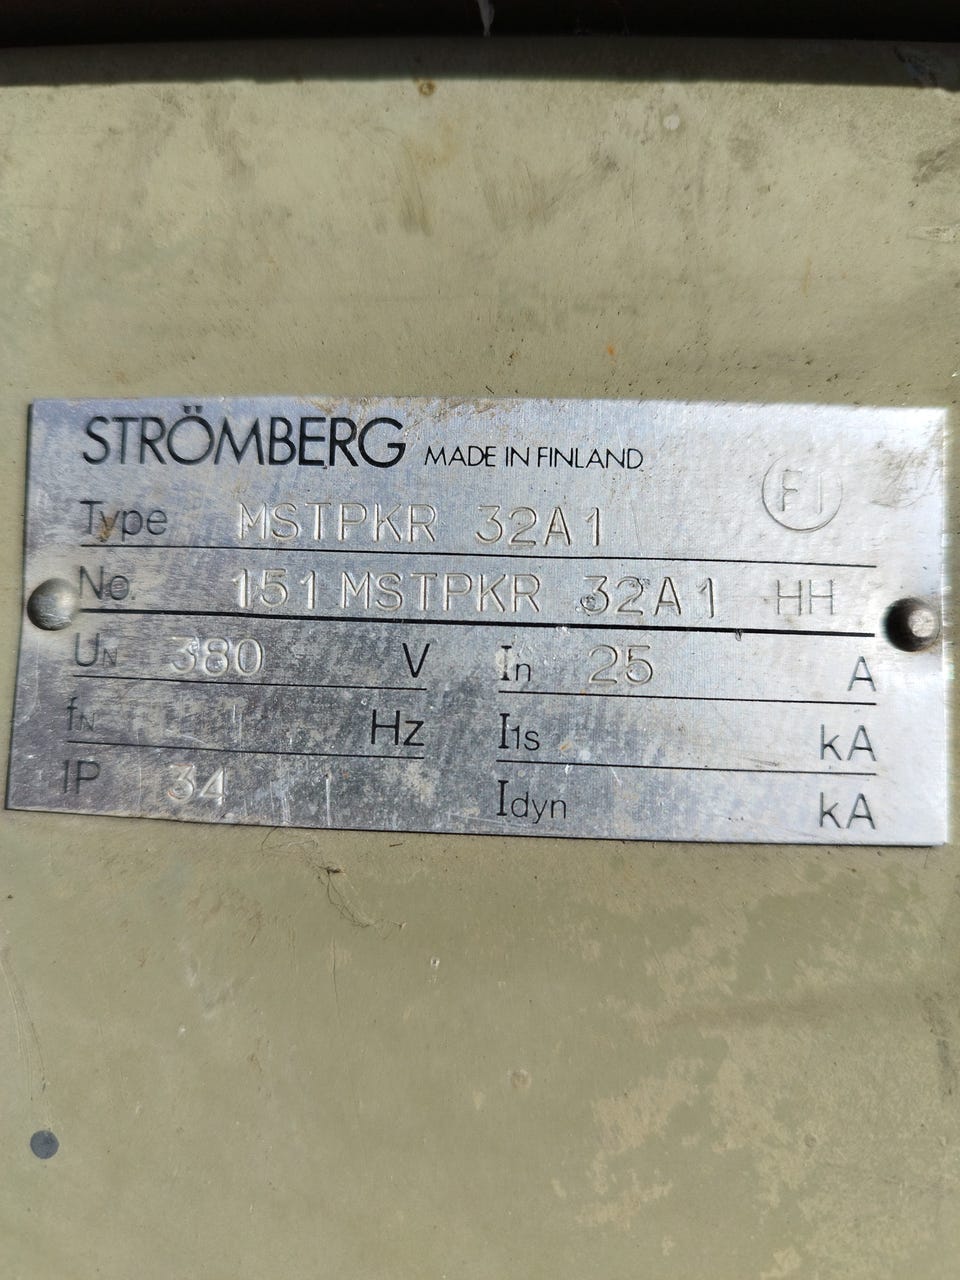 STRÖMBERG MADE IN FINLAND
FI
Type MSTPKR 32A1
No. 151 MSTPKR 32A1 HH
UN 380 V In 25 A
fN Hz I1s kA
IP 34 Idyn kA